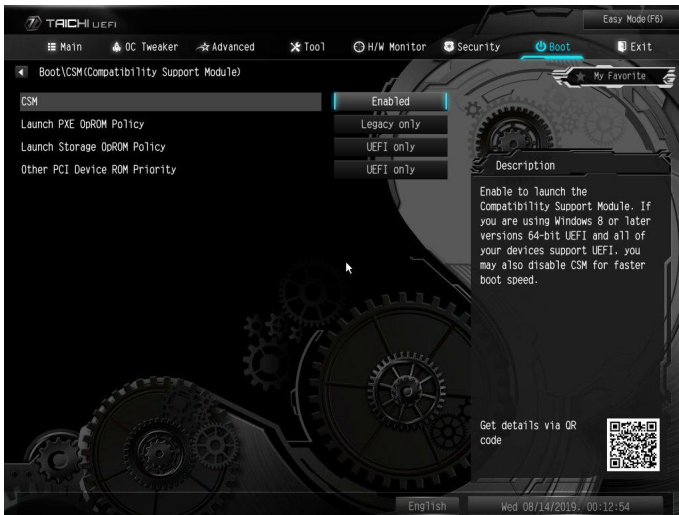 TAICHI UEFI
Easy Mode(F6)
Main OC Tweaker Advanced Tool H/W Monitor Security Boot Exit
Boot\CSM(Compatibility Support Module)
My Favorite
CSM Enabled
Launch PXE OpROM Policy Legacy only
Launch Storage OpROM Policy UEFI only
Other PCI Device ROM Priority UEFI only
Description
Enable to launch the
Compatibility Support Module. If
you are using Windows 8 or later
versions 64-bit UEFI and all of
your devices support UEFI, you
may also disable CSM for faster
boot speed.
Get details via QR
code
English
Wed 08/14/2019, 00:12:54